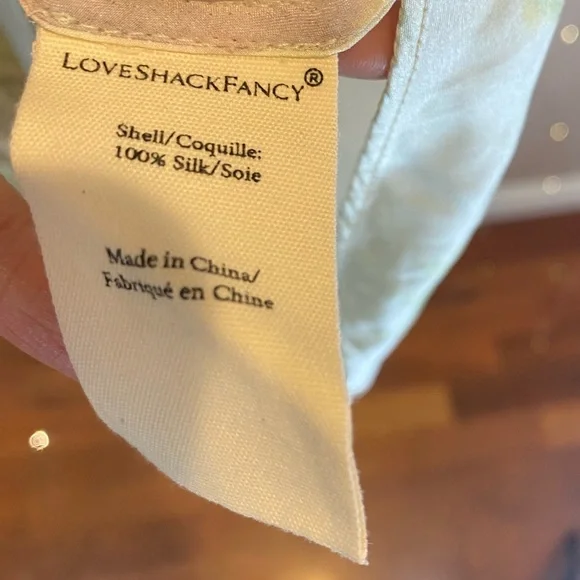 LOVESHACKFANCY®
Shell/Coquille:
100% Silk/Soie
Made in China/
Fabriqué en Chine